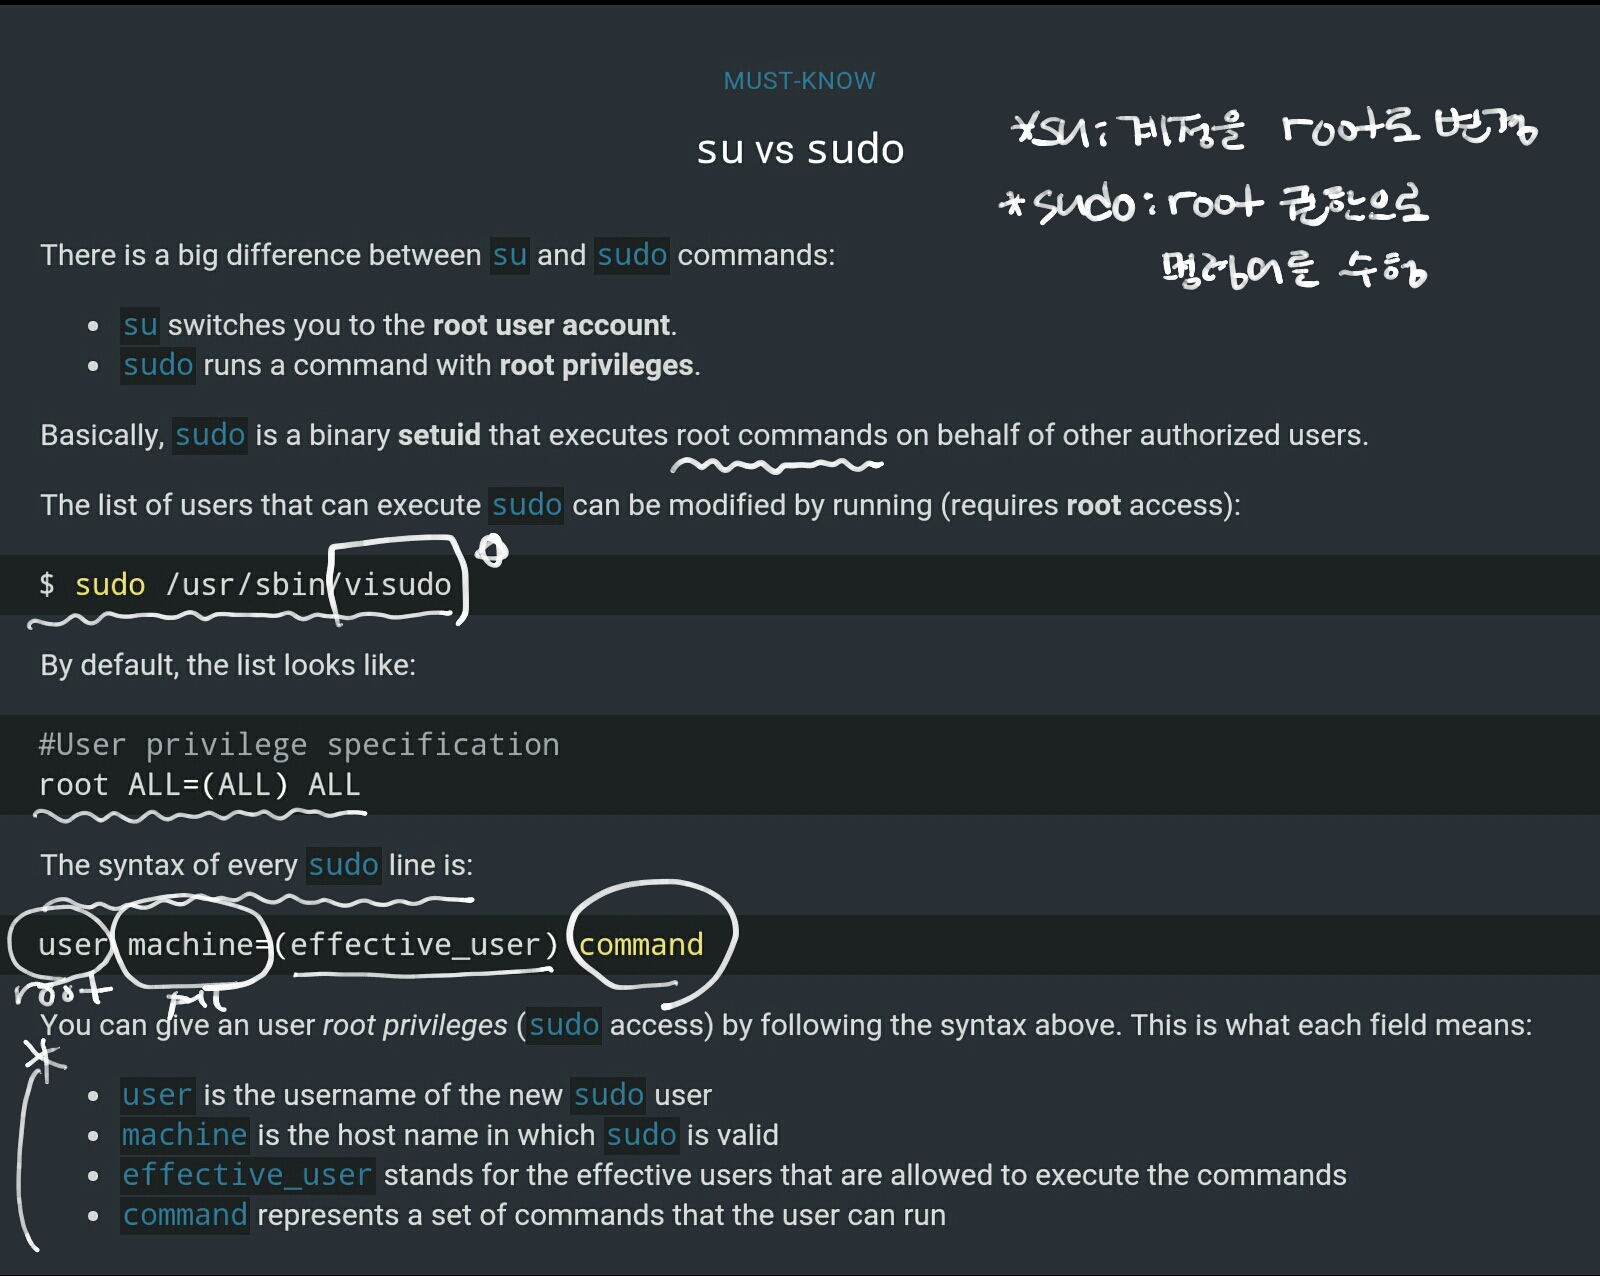 MUST-KNOW
su vs sudo
*su: 계정을 root로 변경
*sudo: root 권한으로
명령어를 수행
There is a big difference between su and sudo commands:
• su switches you to the root user account.
• sudo runs a command with root privileges.
Basically, sudo is a binary setuid that executes root commands on behalf of other authorized users.
The list of users that can execute sudo can be modified by running (requires root access):
$ sudo /usr/sbin/visudo
By default, the list looks like:
#User privilege specification
root ALL=(ALL) ALL
The syntax of every sudo line is:
user machine=(effective_user) command
root
You can give an user root privileges (sudo access) by following the syntax above. This is what each field means:
• user is the username of the new sudo user
• machine is the host name in which sudo is valid
• effective_user stands for the effective users that are allowed to execute the commands
• command represents a set of commands that the user can run